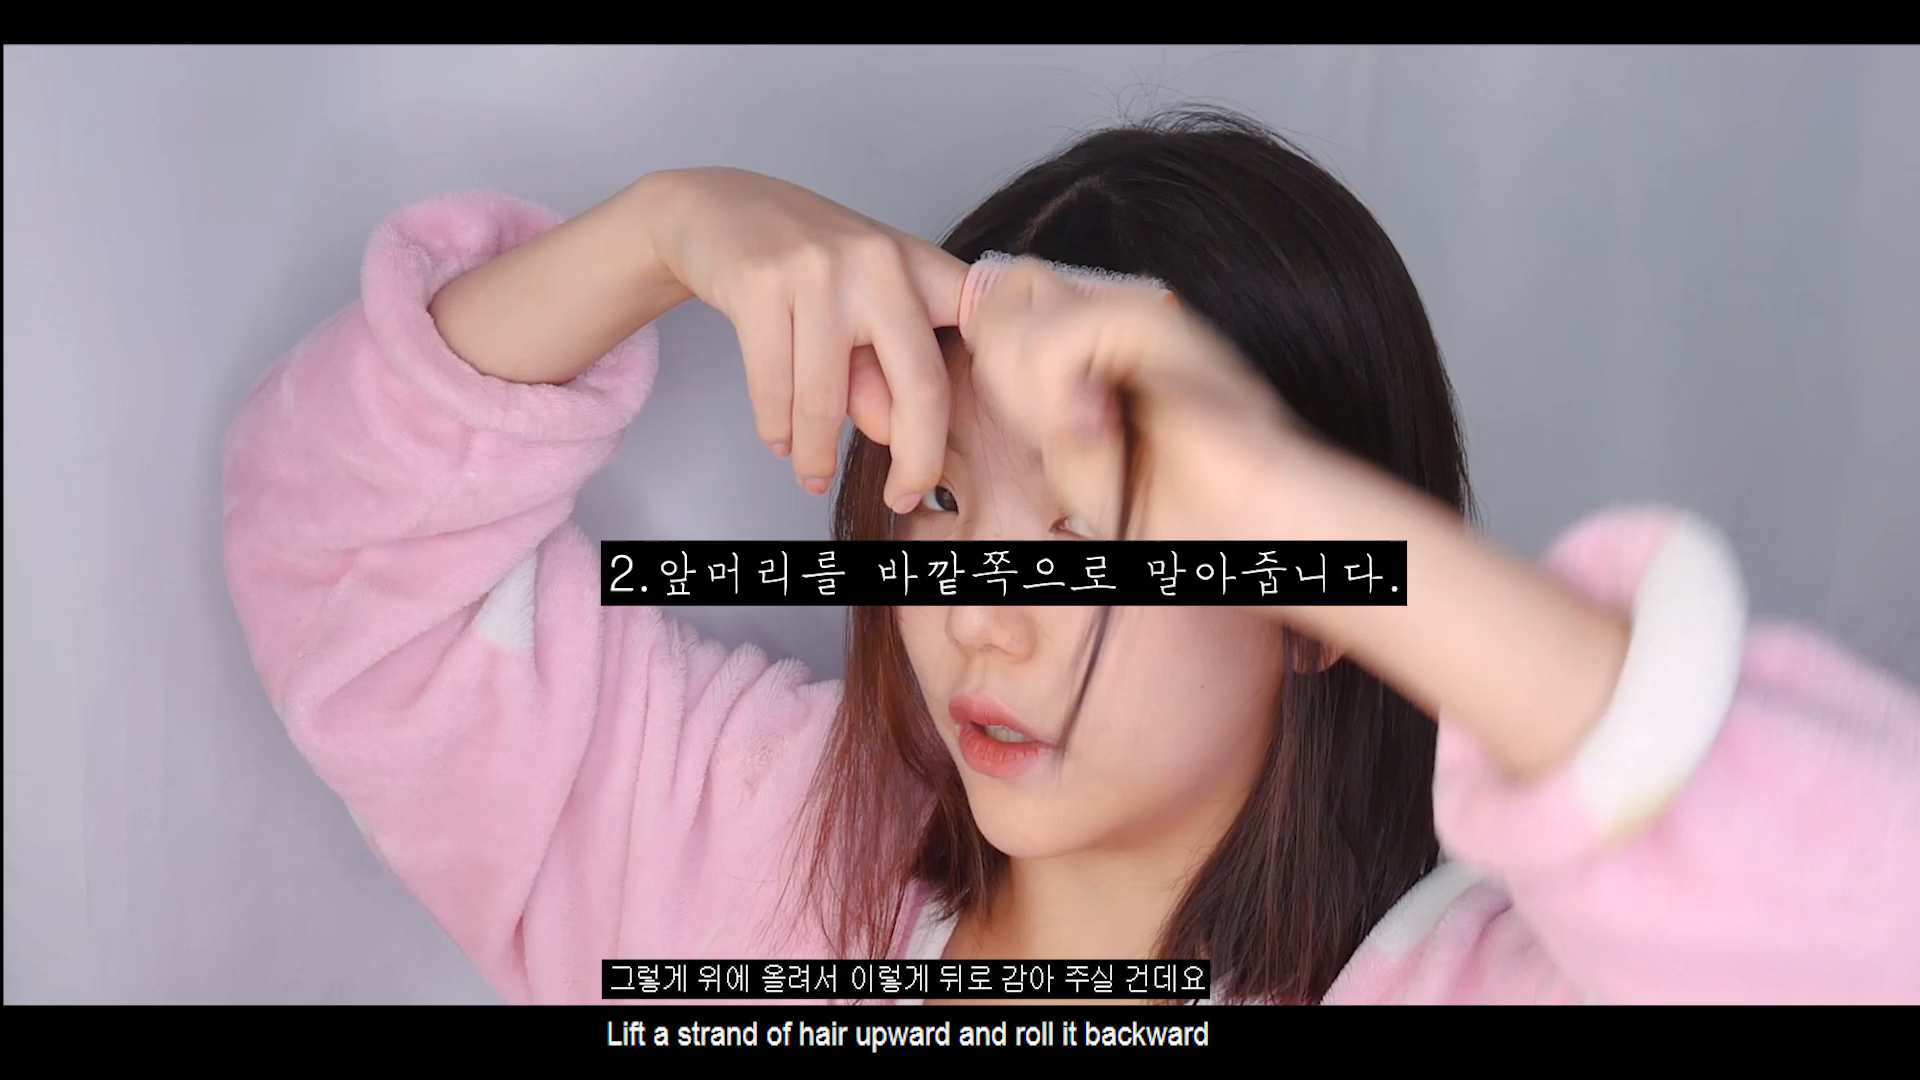 2.앞머리를 바깥쪽으로 말아줍니다.
그렇게 위에 올려서 이렇게 뒤로 감아 주실 건데요
Lift a strand of hair upward and roll it backward